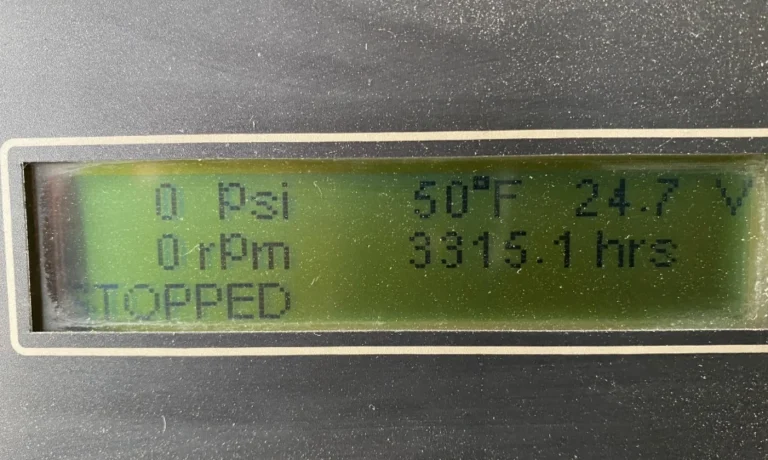 0 Psi 50°F 24.7 V
0 rpm 3315.1 hrs
STOPPED